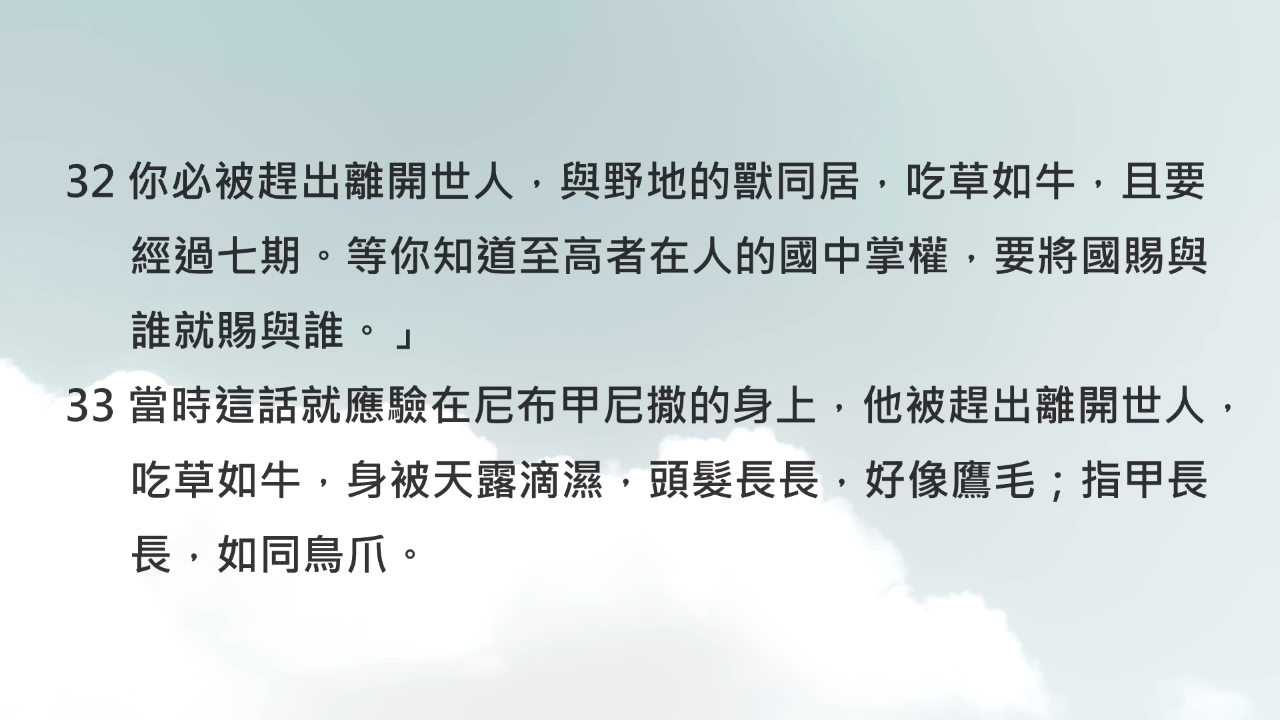 32 你必被趕出離開世人，與野地的獸同居，吃草如牛，且要
經過七期。等你知道至高者在人的國中掌權，要將國賜與
誰就賜與誰。」
33 當時這話就應驗在尼布甲尼撒的身上，他被趕出離開世人，
吃草如牛，身被天露滴濕，頭髮長長，好像鷹毛；指甲長
長，如同鳥爪。